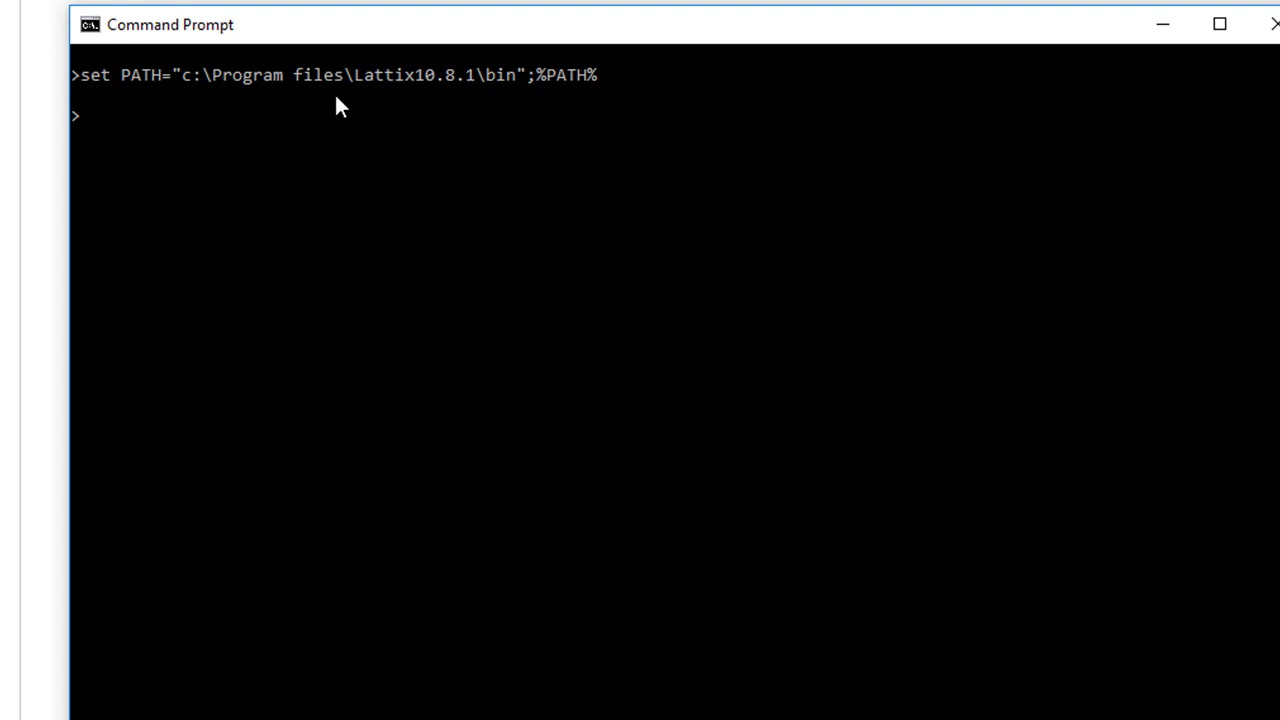 Command Prompt
>set PATH="c:\Program files\Lattix10.8.1\bin";%PATH%
>